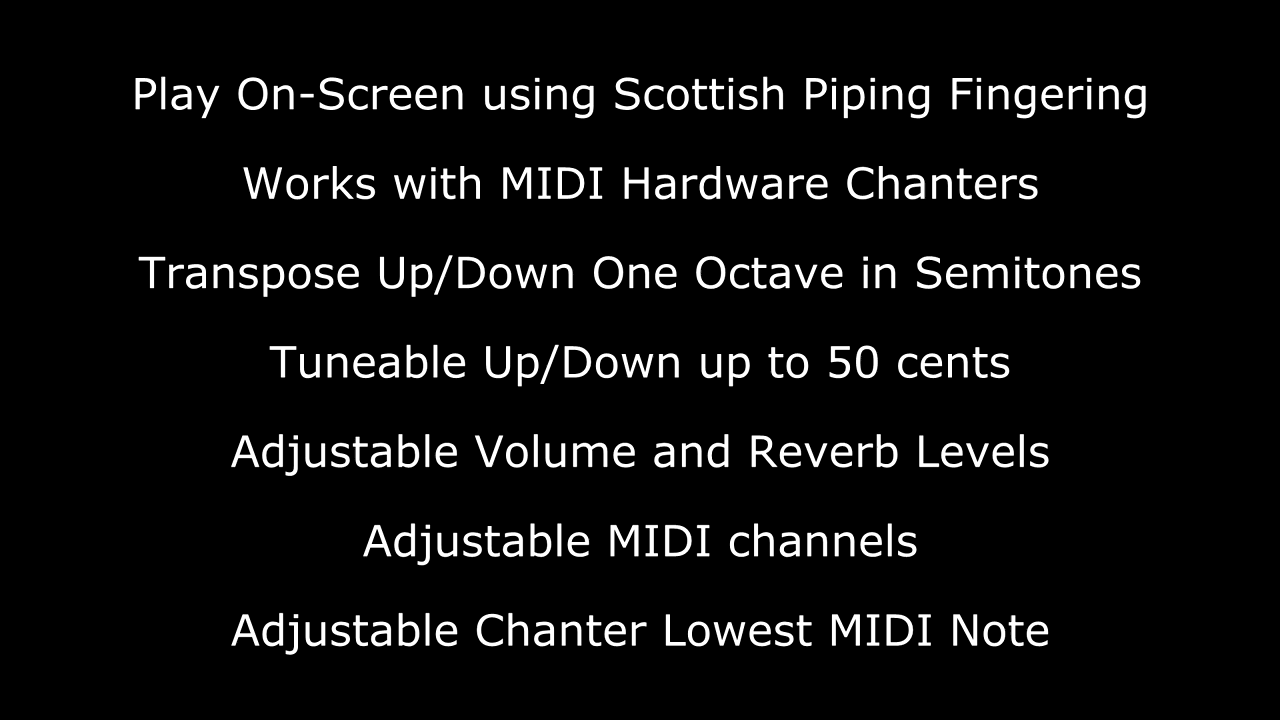 Play On-Screen using Scottish Piping Fingering
Works with MIDI Hardware Chanters
Transpose Up/Down One Octave in Semitones
Tuneable Up/Down up to 50 cents
Adjustable Volume and Reverb Levels
Adjustable MIDI channels
Adjustable Chanter Lowest MIDI Note